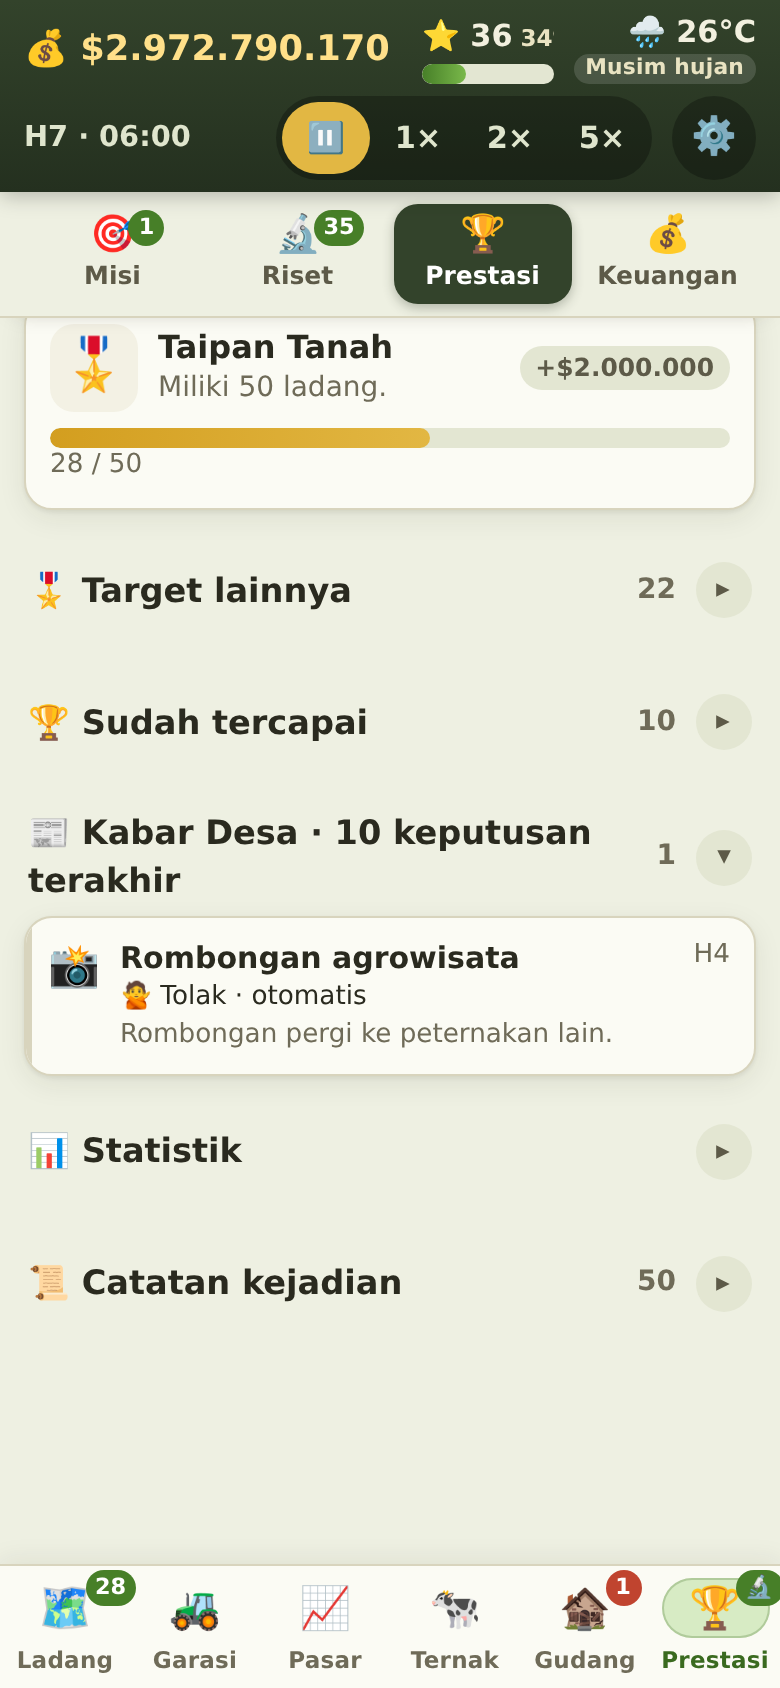 $2.972.790.170
36 34
26°C
Musim hujan
H7 · 06:00
1×
2×
5×
1
Misi
35
Riset
Prestasi
Keuangan
Taipan Tanah
Miliki 50 ladang.
+$2.000.000
28 / 50
Target lainnya
22
Sudah tercapai
10
Kabar Desa · 10 keputusan
terakhir
1
Rombongan agrowisata
H4
Tolak · otomatis
Rombongan pergi ke peternakan lain.
Statistik
Catatan kejadian
50
28
Ladang
Garasi
Pasar
Ternak
1
Gudang
Prestasi